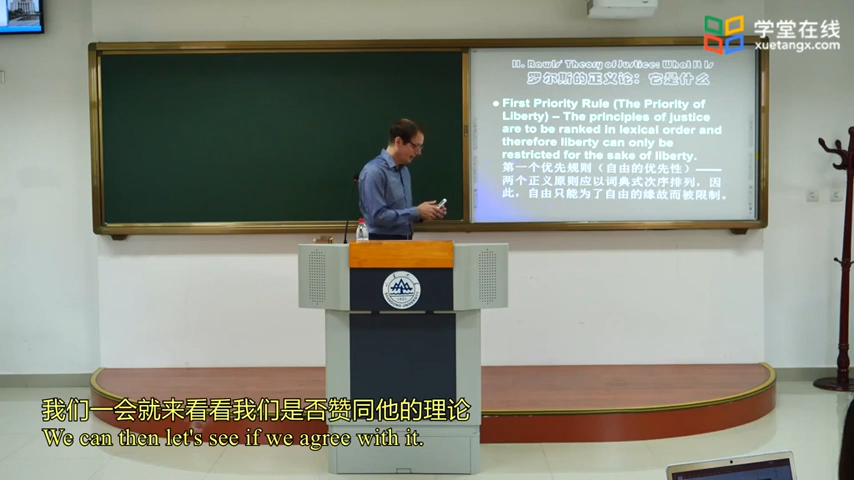 学堂在线
xuetangx.com
II. Rawls' Theory of Justice: What It Is
罗尔斯的正义论：它是什么
First Priority Rule (The Priority of
Liberty) – The principles of justice
are to be ranked in lexical order and
therefore liberty can only be
restricted for the sake of liberty.
第一个优先规则（自由的优先性）——
两个正义原则应以词典式次序排列，因
此，自由只能为了自由的缘故而被限制。
我们一会就来看看我们是否赞同他的理论
We can then let's see if we agree with it.